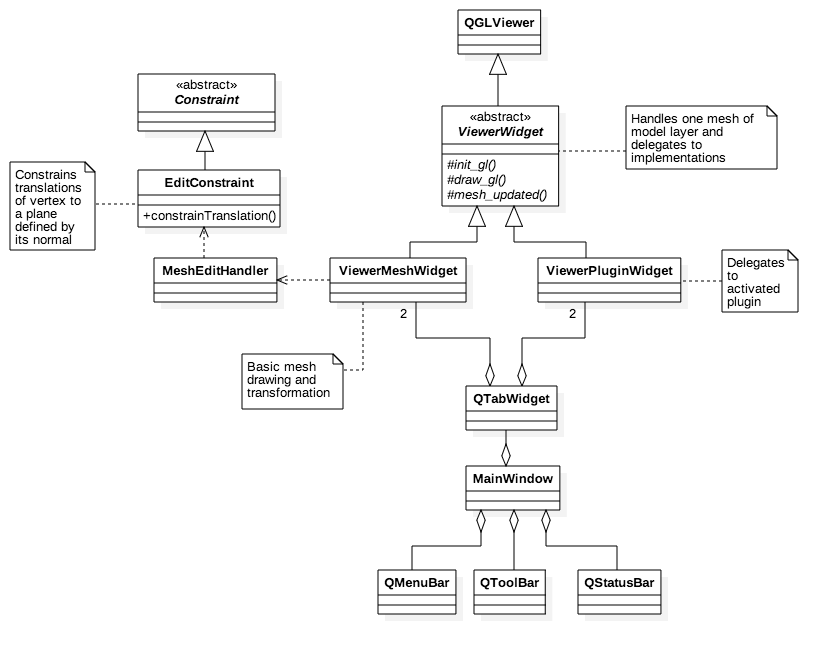 QGLViewer
«abstract»
Constraint
«abstract»
ViewerWidget
#init_gl()
#draw_gl()
#mesh_updated()
Handles one mesh of
model layer and
delegates to
implementations
Constrains
translations
of vertex to
a plane
defined by
its normal
EditConstraint
+constrainTranslation()
MeshEditHandler
ViewerMeshWidget
ViewerPluginWidget
Delegates
to
activated
plugin
2
2
Basic mesh
drawing and
transformation
QTabWidget
MainWindow
QMenuBar
QToolBar
QStatusBar